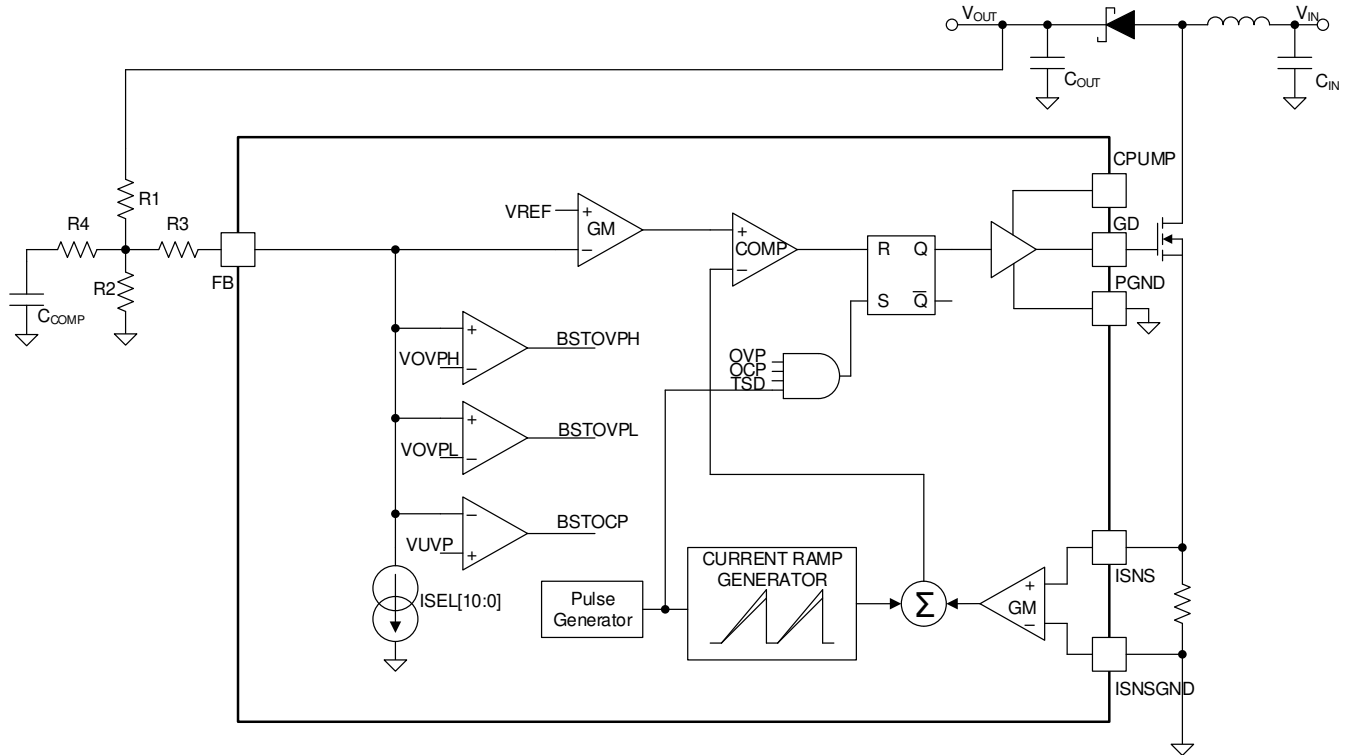 VOUT
VIN
COUT
CIN
CPUMP
R1
VREF
+
GM
−
+
COMP
−
R Q
S Q̅
GD
R4
R3
FB
PGND
R2
CCOMP
+
VOVPH
−
BSTOVPH
OVP
OCP
TSD
+
VOVPL
−
BSTOVPL
−
VUVP
+
BSTOCP
ISEL[10:0]
Pulse
Generator
CURRENT RAMP
GENERATOR
Σ
+
GM
−
ISNS
ISNSGND